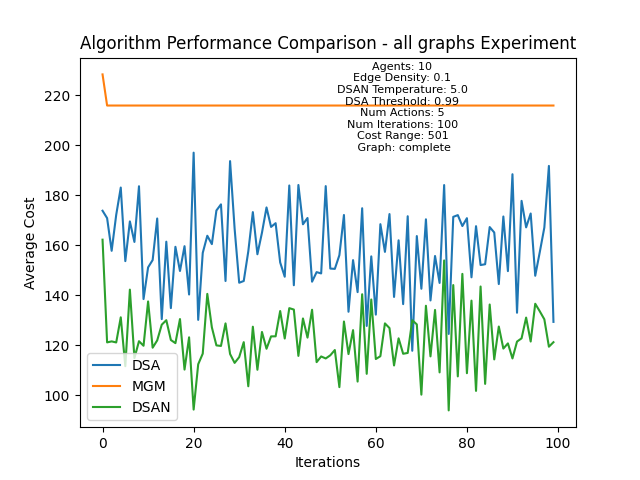 Algorithm Performance Comparison - all graphs Experiment
Agents: 10
Edge Density: 0.1
DSAN Temperature: 5.0
DSA Threshold: 0.99
Num Actions: 5
Num Iterations: 100
Cost Range: 501
Graph: complete
220
200
180
160
140
120
100
Average Cost
DSA
MGM
DSAN
0 20 40 60 80 100
Iterations